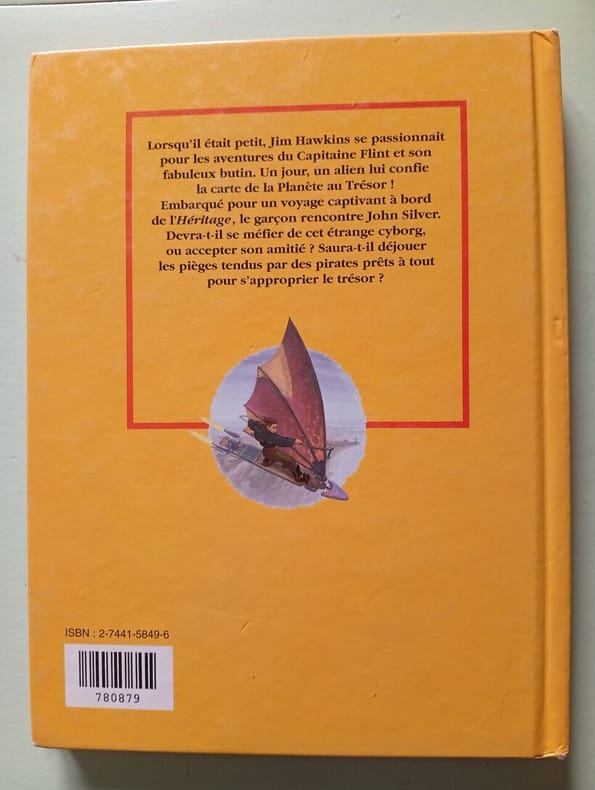 Lorsqu'il était petit, Jim Hawkins se passionnait
pour les aventures du Capitaine Flint et son
fabuleux butin. Un jour, un alien lui confie
la carte de la Planète au Trésor !
Embarqué pour un voyage captivant à bord
de l'Héritage, le garçon rencontre John Silver.
Devra-t-il se méfier de cet étrange cyborg,
ou accepter son amitié ? Saura-t-il déjouer
les pièges tendus par des pirates prêts à tout
pour s'approprier le trésor ?
ISBN : 2-7441-5849-6
780879